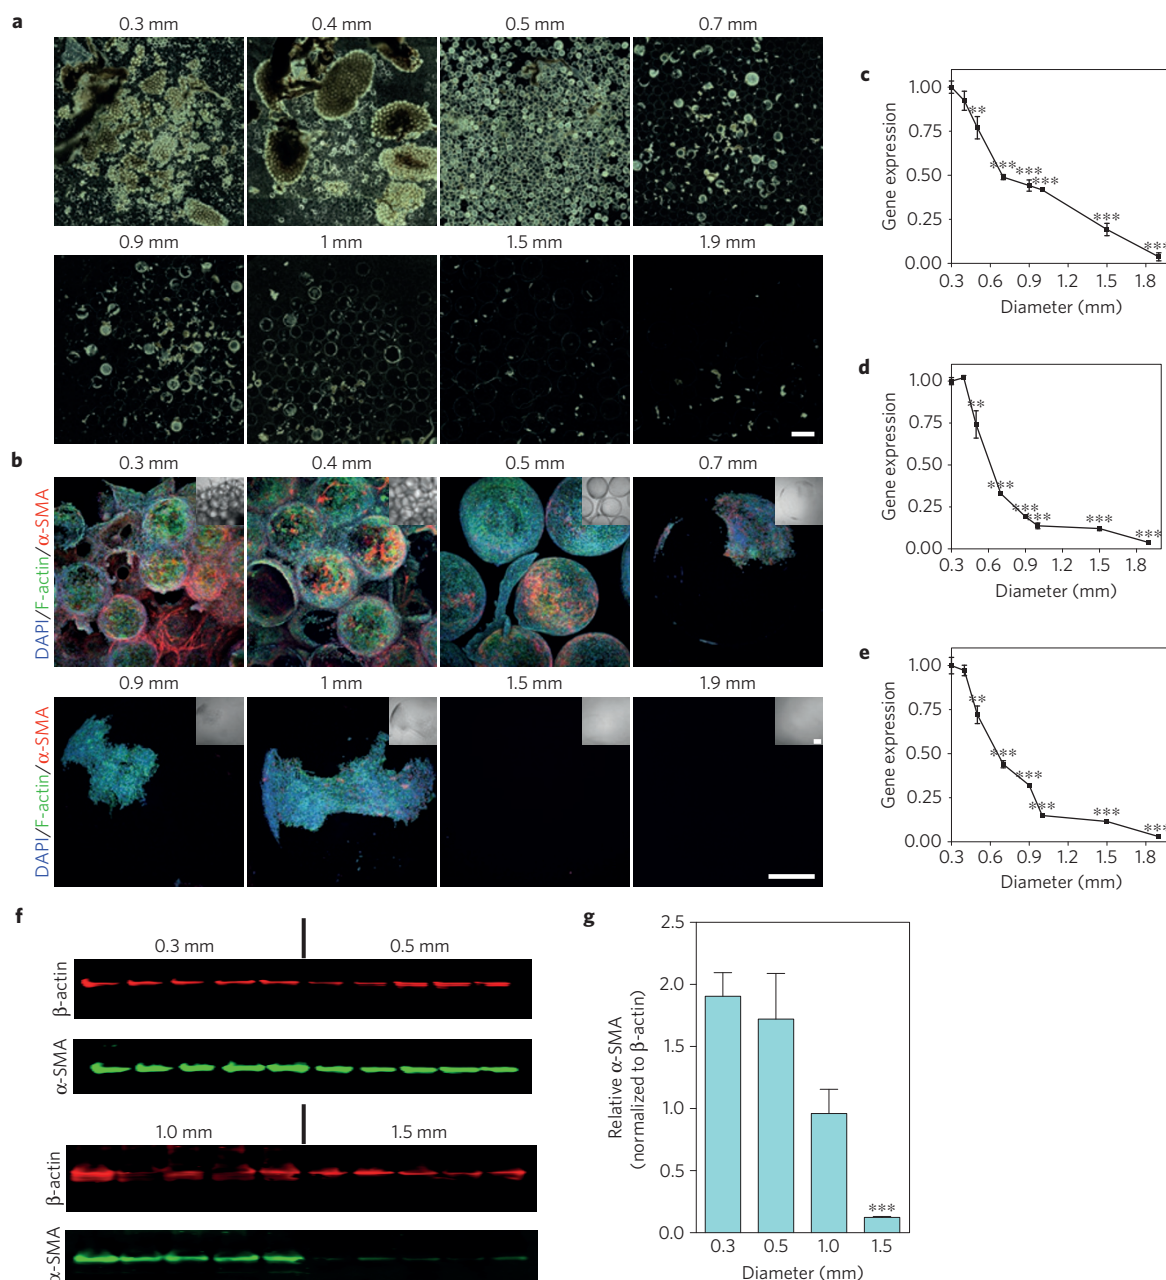 a
0.3 mm 0.4 mm 0.5 mm 0.7 mm
0.9 mm 1 mm 1.5 mm 1.9 mm
b
0.3 mm 0.4 mm 0.5 mm 0.7 mm
DAPI/F-actin/α-SMA
0.9 mm 1 mm 1.5 mm 1.9 mm
DAPI/F-actin/α-SMA
c
Gene expression
1.00
0.75
0.50
0.25
0.00
** *** *** *** *** ***
0.3 0.6 0.9 1.2 1.5 1.8
Diameter (mm)
d
Gene expression
1.00
0.75
0.50
0.25
0.00
** *** *** *** *** ***
0.3 0.6 0.9 1.2 1.5 1.8
Diameter (mm)
e
Gene expression
1.00
0.75
0.50
0.25
0.00
** *** *** *** *** ***
0.3 0.6 0.9 1.2 1.5 1.8
Diameter (mm)
f
0.3 mm 0.5 mm
β-actin
α-SMA
1.0 mm 1.5 mm
β-actin
α-SMA
g
Relative α-SMA
(normalized to β-actin)
2.5
2.0
1.5
1.0
0.5
0.0
***
0.3 0.5 1.0 1.5
Diameter (mm)